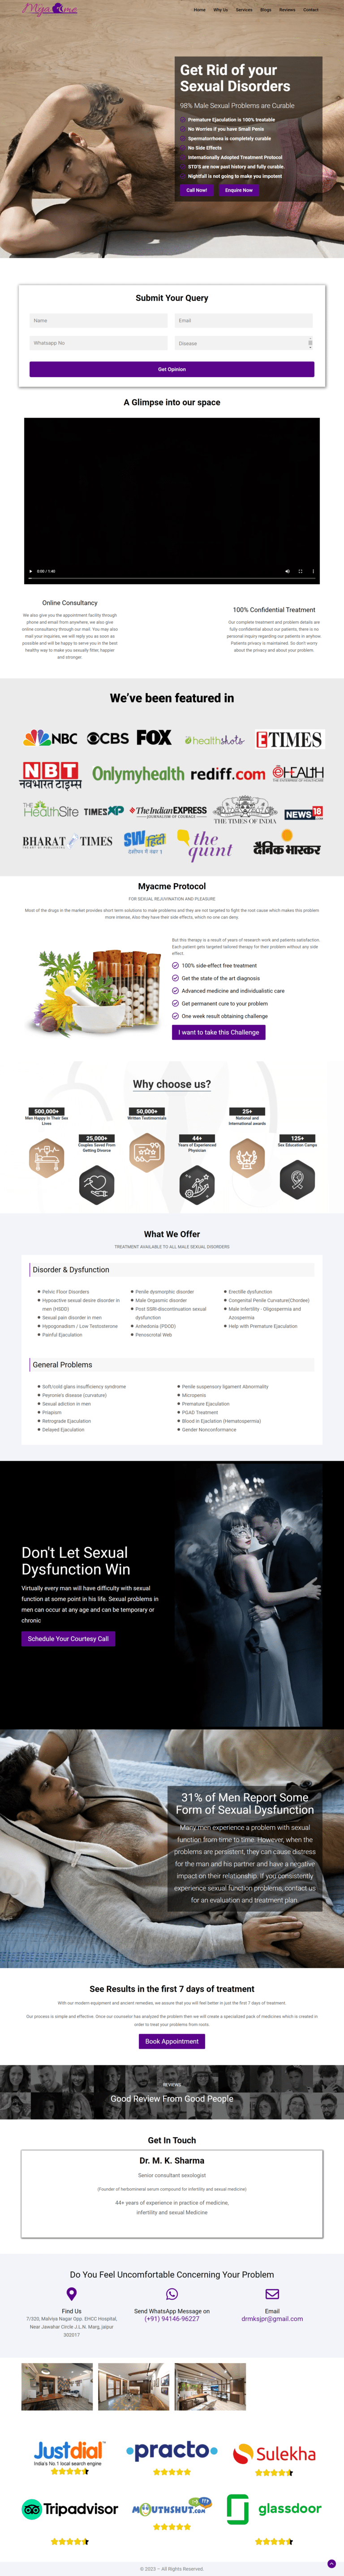 Home Why Us Services Blogs Reviews Contact
Get Rid of your
Sexual Disorders
98% Male Sexual Problems are Curable
Premature Ejaculation is 100% treatable
No Worries if you have Small Penis
Spermatorrhoea is completely curable
No Side Effects
Internationally Adopted Treatment Protocol
STD'S are now past history and fully curable.
Nightfall is not going to make you impotent
Call Now! Enquire Now
Submit Your Query
Name Email
Whatsapp No Disease
Get Opinion
A Glimpse into our space
0:00 / 1:40
Online Consultancy
We also give you the appointment facility through
phone and email from anywhere, we also give
online consultancy through our mail. You may also
mail your inquiries, we will reply you as soon as
possible and will be happy to serve you in the best
healthy way to make you sexually fitter, happier
and stronger.
100% Confidential Treatment
Our complete treatment and problem details are
fully confidential about our patients, there is no
personal inquiry regarding our patients in anyhow.
Patients privacy is maintained. So don't worry
about the privacy and about your problem.
We've been featured in
NBC CBS FOX healthshots ETIMES
NBT Onlymyhealth rediff.com eHEALTH
नवभारत टाइम्स
TheHealthSite TIMESXP The Indian EXPRESS THE TIMES OF INDIA NEWS18
JOURNALISM OF COURAGE
BHARAT TIMES SW हिंदी the quint दैनिक भास्कर
Myacme Protocol
FOR SEXUAL REJUVINATION AND PLEASURE
Most of the drugs in the market provides short term solutions to male problems and they are not targeted to fight the root cause which makes this problem
more intense. Also they have their side effects, which no one can deny.
But this therapy is a result of years of research work and patients satisfaction.
Each patient gets targeted tailored therapy for their problem without any side
effect.
100% side-effect free treatment
Get the state of the art diagnosis
Advanced medicine and individualistic care
Get permanent cure to your problem
One week result obtaining challenge
I want to take this Challenge
Why choose us?
500,000+
Men Happy In Their Sex
Lives
25,000+
Couples Saved From
Getting Divorce
50,000+
Written Testimonials
44+
Years of Experienced
Physician
25+
National and
International awards
125+
Sex Education Camps
What We Offer
TREATMENT AVAILABLE TO ALL MALE SEXUAL DISORDERS
Disorder & Dysfunction
Pelvic Floor Disorders
Hypoactive sexual desire disorder in
men (HSDD)
Sexual pain disorder in men
Hypogonadism / Low Testosterone
Painful Ejaculation
Penile dysmorphic disorder
Male Orgasmic disorder
Post SSRI-discontinuation sexual
dysfunction
Anhedonia (PDOD)
Penoscrotal Web
Erectile dysfunction
Congenital Penile Curvature(Chordee)
Male infertility - Oligospermia and
Azospermia
Help with Premature Ejaculation
General Problems
Soft/cold glans insufficiency syndrome
Peyronie's disease (curvature)
Sexual adiction in men
Priapism
Retrograde Ejaculation
Delayed Ejaculation
Penile suspensory ligament Abnormality
Micropenis
Premature Ejaculation
PGAD Treatment
Blood In Ejaclation (Hematospermia)
Gender Nonconformance
Don't Let Sexual
Dysfunction Win
Virtually every man will have difficulty with sexual
function at some point in his life. Sexual problems in
men can occur at any age and can be temporary or
chronic
Schedule Your Courtesy Call
31% of Men Report Some
Form of Sexual Dysfunction
Many men experience a problem with sexual
function from time to time. However, when the
problems are persistent, they can cause distress
for the man and his partner and have a negative
impact on their relationship. If you consistently
experience sexual function problems, contact us
for an evaluation and treatment plan.
See Results in the first 7 days of treatment
With our modern equipment and ancient remedies, we assure that you will feel better in just the first 7 days of treatment
Our process is simple and effective. Once our counselor has analyzed the problem then we will create a specialized pack of medicines which is created in
order to treat your problems from roots.
Book Appointment
REVIEWS
Good Review From Good People
Get In Touch
Dr. M. K. Sharma
Senior consultant sexologist
(Founder of herbomineral serum compound for infertility and sexual medicine)
44+ years of experience in practice of medicine,
infertility and sexual Medicine
Do You Feel Uncomfortable Concerning Your Problem
Find Us
7/320, Malviya Nagar Opp. EHCC Hospital,
Near Jawahar Circle J.L.N. Marg, jaipur
302017
Send WhatsApp Message on
(+91) 94146-96227
Email
drmksjpr@gmail.com
Justdial practo Sulekha
India's No.1 local search engine
Tripadvisor MOUTHSHUT.COM glassdoor
© 2023 – All Rights Reserved.